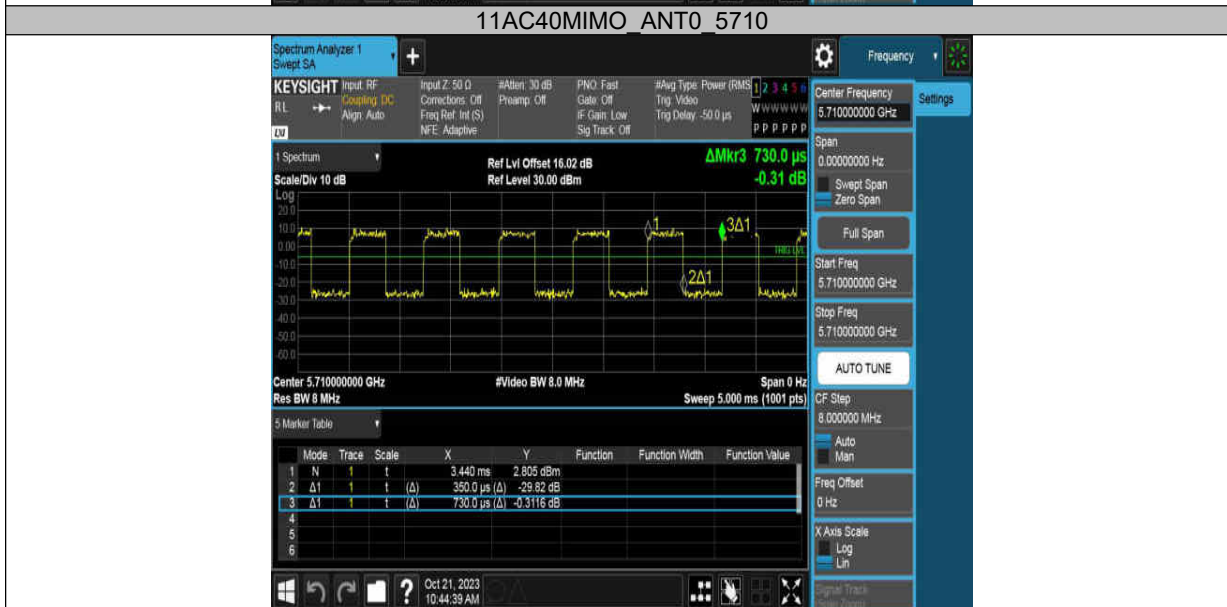 11AC40MIMO_ANT0_5710
Spectrum Analyzer 1
Swept SA
+
Frequency
KEYSIGHT
RL
LV
Input: RF
Coupling: DC
Align: Auto
Input Z: 50 Ω
Corrections: Off
Freq Ref: Int (S)
NFE: Adaptive
#Atten: 30 dB
Preamp: Off
PNO: Fast
Gate: Off
IF Gain: Low
Sig Track: Off
#Avg Type: Power (RMS
Trig: Video
Trig Delay: -50.0 µs
1 2 3 4 5 6
W W W W W W
P P P P P P
Center Frequency
5.710000000 GHz
Settings
1 Spectrum
Scale/Div 10 dB
Ref Lvl Offset 16.02 dB
Ref Level 30.00 dBm
ΔMkr3 730.0 µs
-0.31 dB
Span
0.00000000 Hz
Swept Span
Zero Span
Full Span
Log
20.0
10.0
0.00
-10.0
-20.0
-30.0
-40.0
-50.0
-60.0
1
3Δ1
2Δ1
TRIG LVL
Start Freq
5.710000000 GHz
Stop Freq
5.710000000 GHz
AUTO TUNE
Center 5.710000000 GHz
#Video BW 8.0 MHz
Span 0 Hz
Res BW 8 MHz
Sweep 5.000 ms (1001 pts)
CF Step
8.000000 MHz
Auto
Man
5 Marker Table
Mode Trace Scale X Y Function Function Width Function Value
1 N 1 t 3.440 ms 2.805 dBm
2 Δ1 1 t (Δ) 350.0 µs (Δ) -29.82 dB
3 Δ1 1 t (Δ) 730.0 µs (Δ) -0.3116 dB
4
5
6
Freq Offset
0 Hz
X Axis Scale
Log
Lin
Signal Track
?
Oct 21, 2023
10:44:39 AM